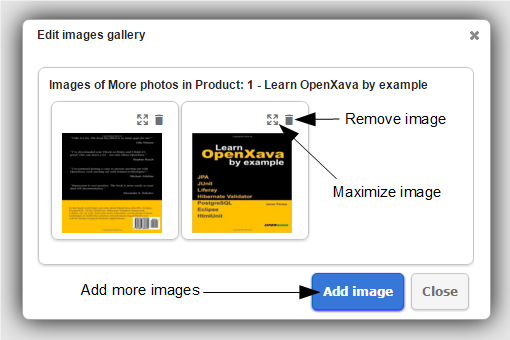 Edit images gallery
Images of More photos in Product: 1 - Learn OpenXava by example
Learn
OpenXava
by example
JPA
JUnit
Liferay
Hibernate Validator
PostgreSQL
Eclipse
HtmlUnit
Remove image
Maximize image
Add more images
Add image
Close